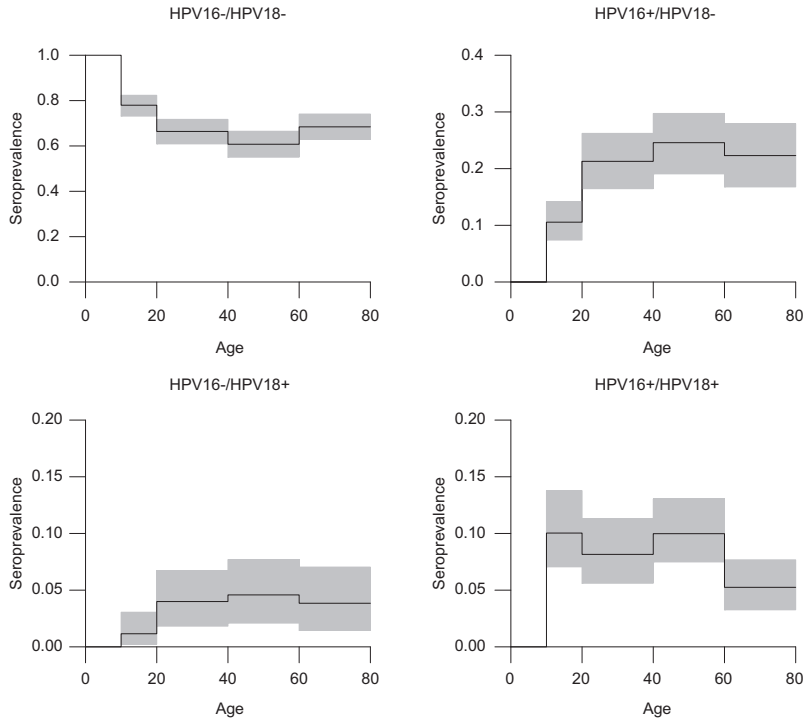 HPV16-/HPV18-
1.0
0.8
0.6
0.4
0.2
0.0
Seroprevalence
0 20 40 60 80
Age
HPV16+/HPV18-
0.4
0.3
0.2
0.1
0.0
Seroprevalence
0 20 40 60 80
Age
HPV16-/HPV18+
0.20
0.15
0.10
0.05
0.00
Seroprevalence
0 20 40 60 80
Age
HPV16+/HPV18+
0.20
0.15
0.10
0.05
0.00
Seroprevalence
0 20 40 60 80
Age